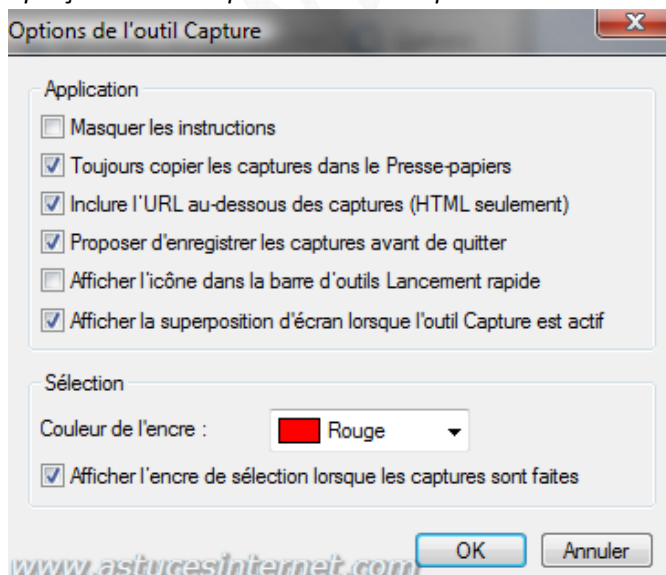 Options de l'outil Capture
Application
Masquer les instructions
Toujours copier les captures dans le Presse-papiers
Inclure l'URL au-dessous des captures (HTML seulement)
Proposer d'enregistrer les captures avant de quitter
Afficher l'icône dans la barre d'outils Lancement rapide
Afficher la superposition d'écran lorsque l'outil Capture est actif
Sélection
Couleur de l'encre : Rouge
Afficher l'encre de sélection lorsque les captures sont faites
OK Annuler
www.astucesinternet.com